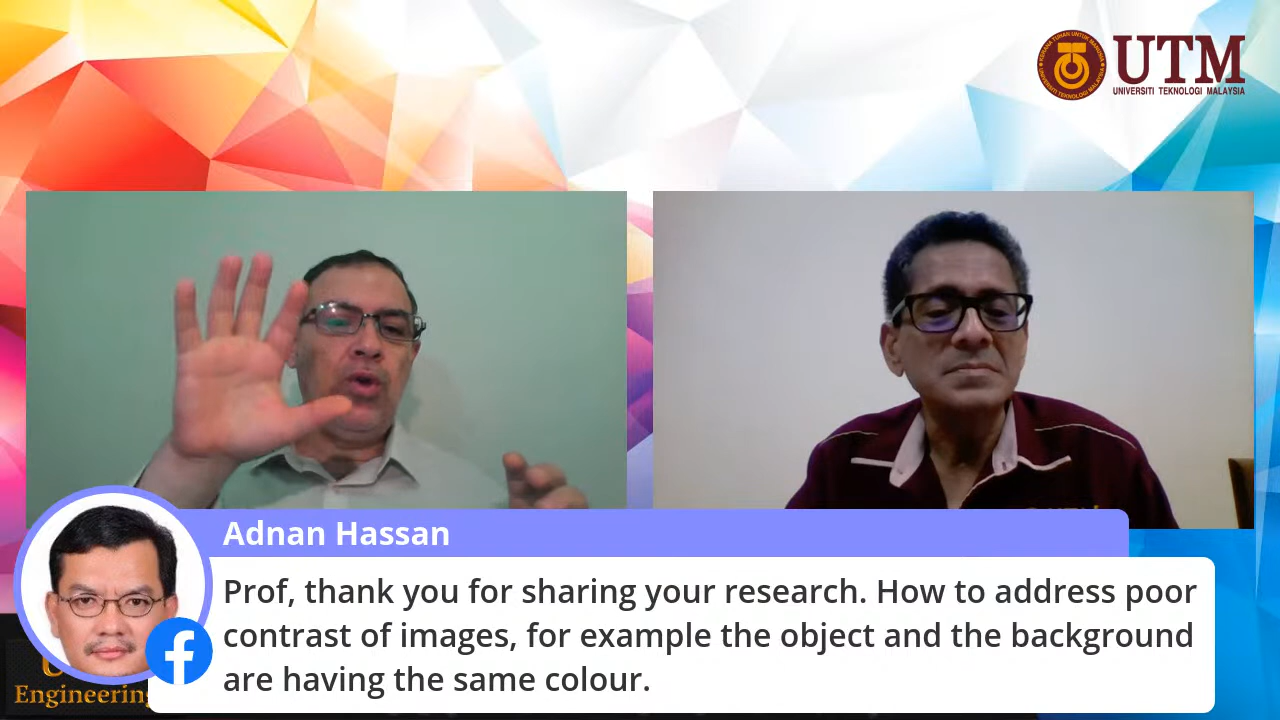 UTM
UNIVERSITI TEKNOLOGI MALAYSIA
Adnan Hassan
Prof, thank you for sharing your research. How to address poor
contrast of images, for example the object and the background
are having the same colour.
Engineering